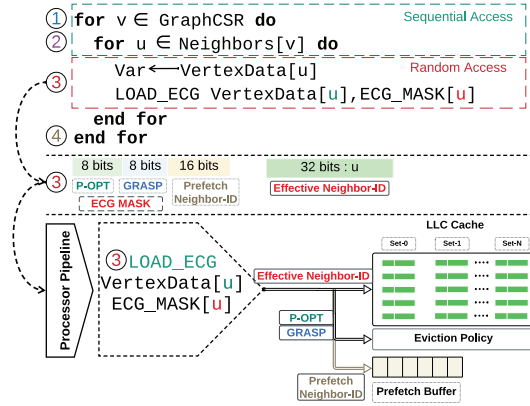 ① for v ∈ GraphCSR do
Sequential Access
② for u ∈ Neighbors[v] do
Random Access
③ Var ⟵ VertexData[u]
LOAD_ECG VertexData[u],ECG_MASK[u]
end for
④ end for
8 bits 8 bits 16 bits 32 bits : u
③ P-OPT GRASP Prefetch Neighbor-ID Effective Neighbor-ID
ECG MASK
LLC Cache
Set-0 Set-1 Set-N
Processor Pipeline
③ LOAD_ECG
VertexData[u]
ECG_MASK[u]
Effective Neighbor-ID
P-OPT
GRASP
Eviction Policy
Prefetch
Neighbor-ID
Prefetch Buffer